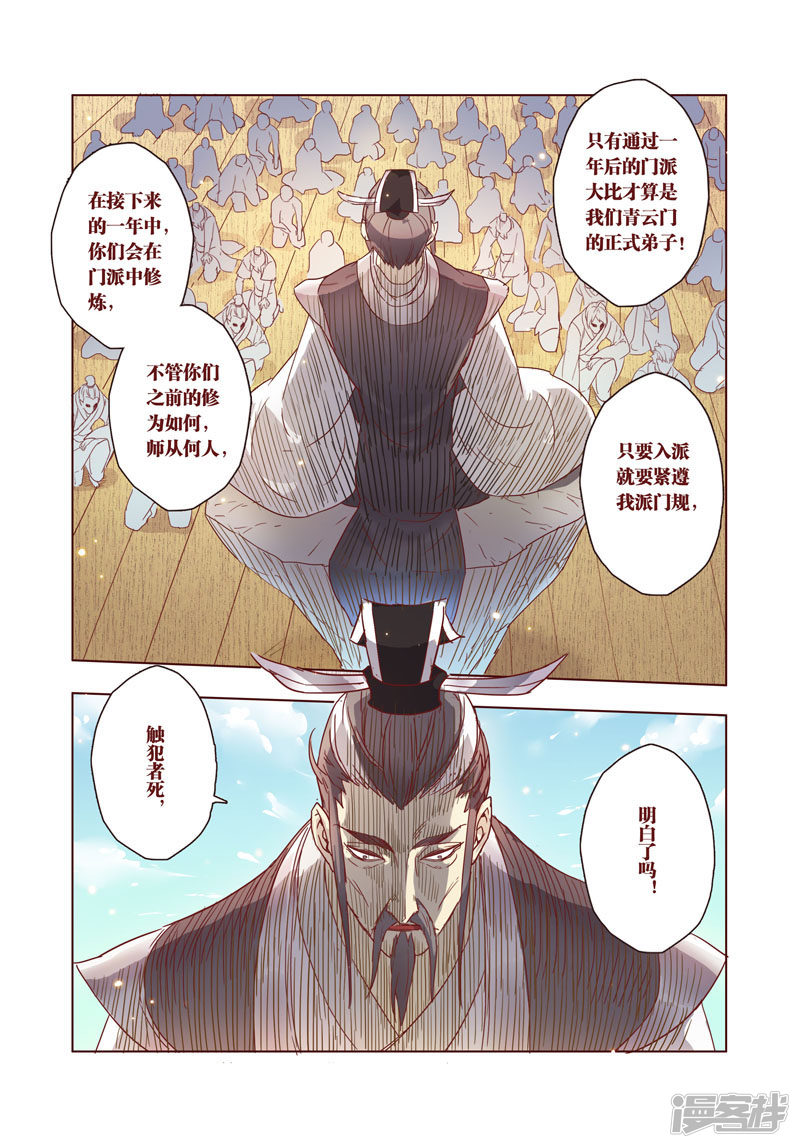 在接下来
的一年中，
你们会在
门派中修
炼，
只有通过一
年后的门派
大比才算是
我们青云门
的正式弟子！
不管你们
之前的修
为如何，
师从何人，
只要入派
就要紧遵
我派门规，
触犯者死，
明白了吗！
漫客栈